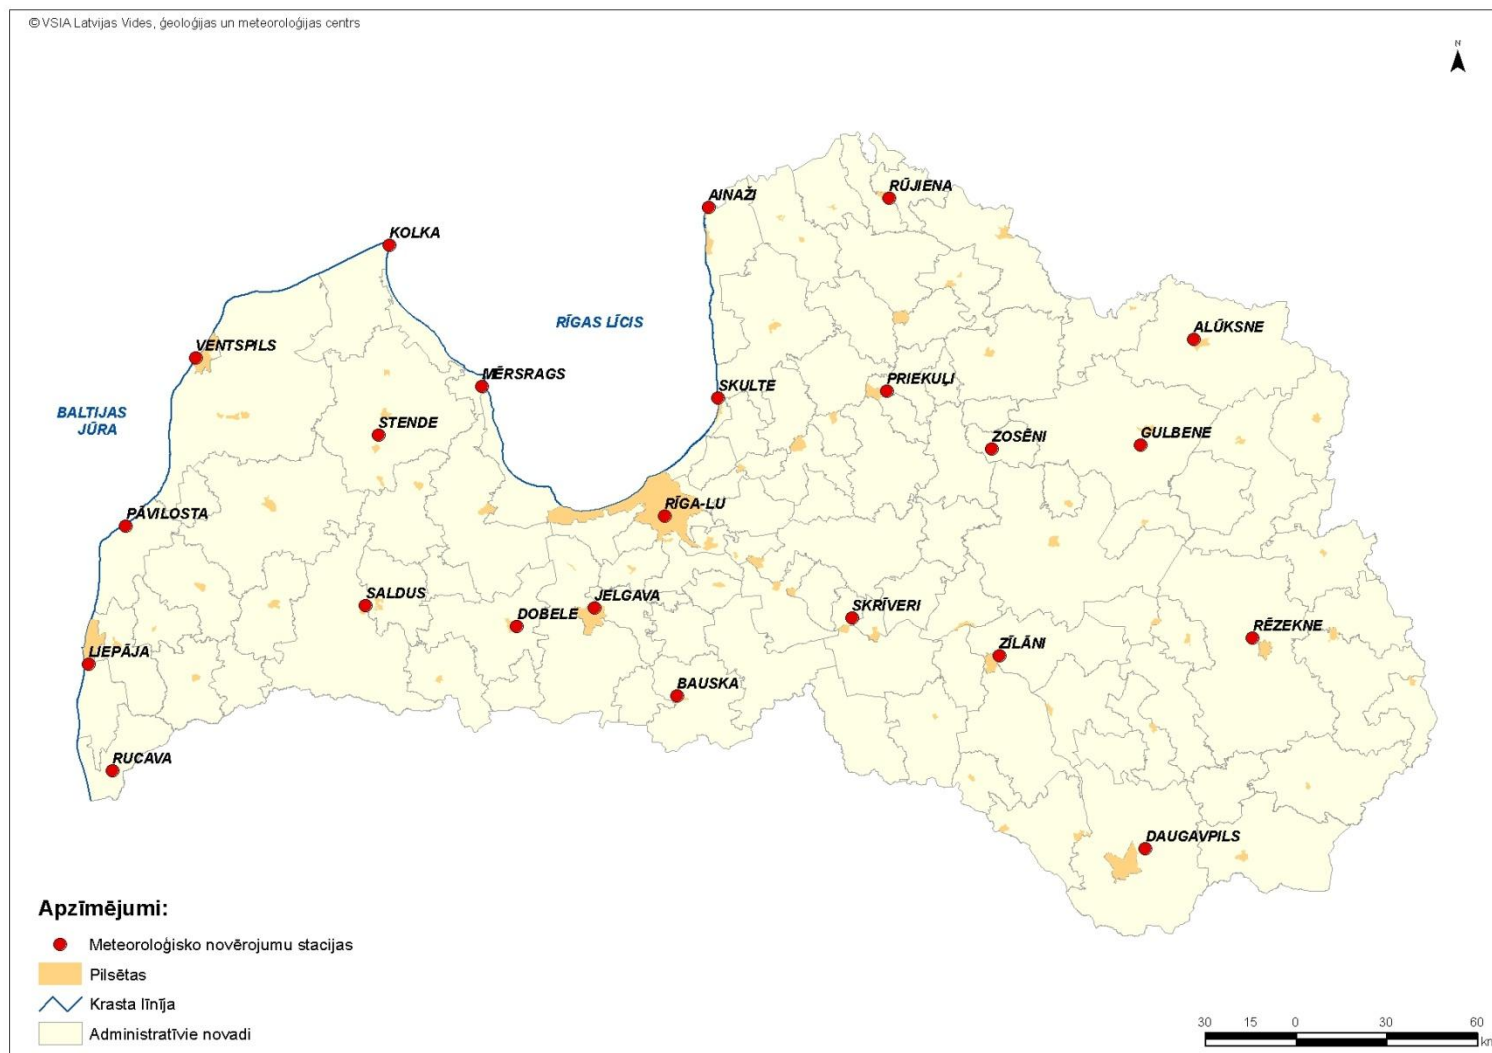 © VSIA Latvijas Vides, ģeoloģijas un meteoroloģijas centrs
N
RŪJIENA
AINAŽI
KOLKA
RĪGAS LĪCIS
ALŪKSNE
VENTSPILS
MĒRSRAGS
PRIEKUĻI
SKULTE
BALTIJAS
JŪRA
STENDE
ZOSĒNI
GULBENE
RĪGA-LU
PĀVILOSTA
SALDUS
JELGAVA
DOBELE
SKRĪVERI
RĒZEKNE
ZĪLĀNI
LIEPĀJA
BAUSKA
RUCAVA
DAUGAVPILS
Apzīmējumi:
Meteoroloģisko novērojumu stacijas
Pilsētas
Krasta līnīja
Administratīvie novadi
30 15 0 30 60
km